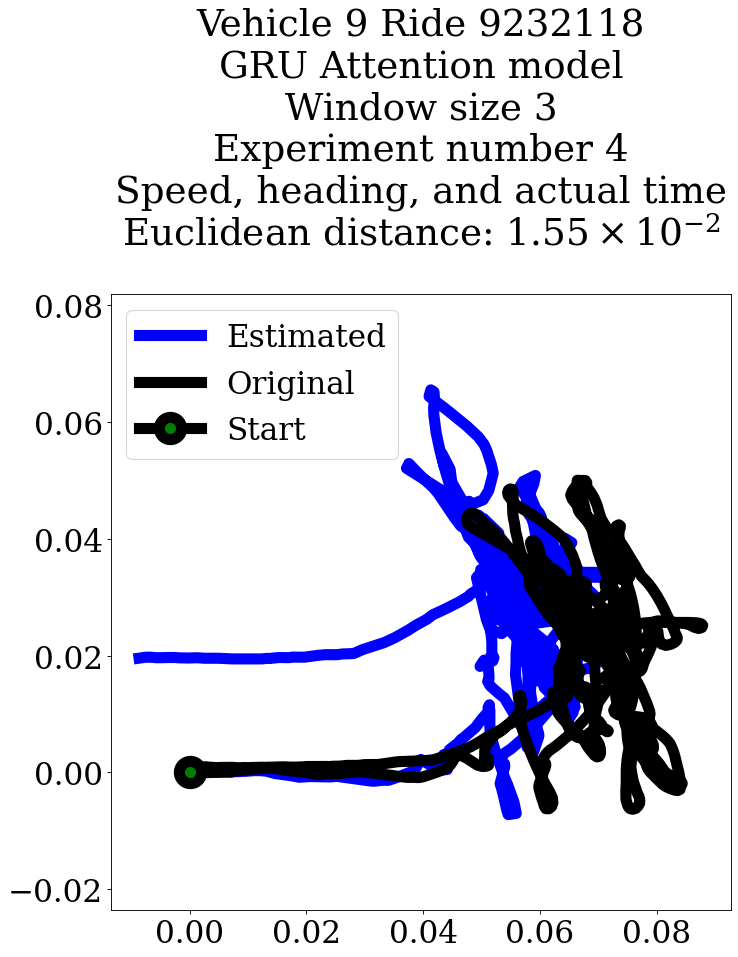 Vehicle 9 Ride 9232118
GRU Attention model
Window size 3
Experiment number 4
Speed, heading, and actual time
Euclidean distance: 1.55 × 10⁻²
0.08
0.06
0.04
0.02
0.00
−0.02
Estimated
Original
Start
0.00 0.02 0.04 0.06 0.08